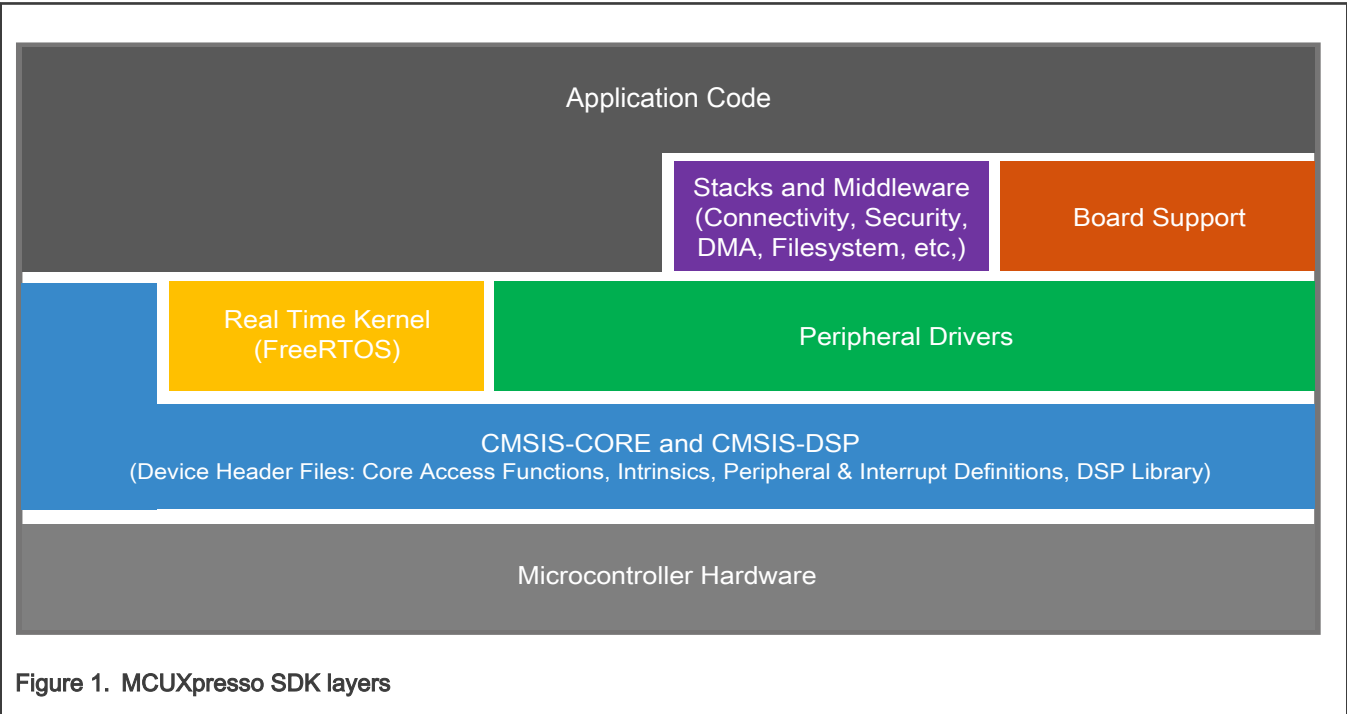 Application Code
Stacks and Middleware
(Connectivity, Security,
DMA, Filesystem, etc,)
Board Support
Real Time Kernel
(FreeRTOS)
Peripheral Drivers
CMSIS-CORE and CMSIS-DSP
(Device Header Files: Core Access Functions, Intrinsics, Peripheral & Interrupt Definitions, DSP Library)
Microcontroller Hardware
Figure 1. MCUXpresso SDK layers